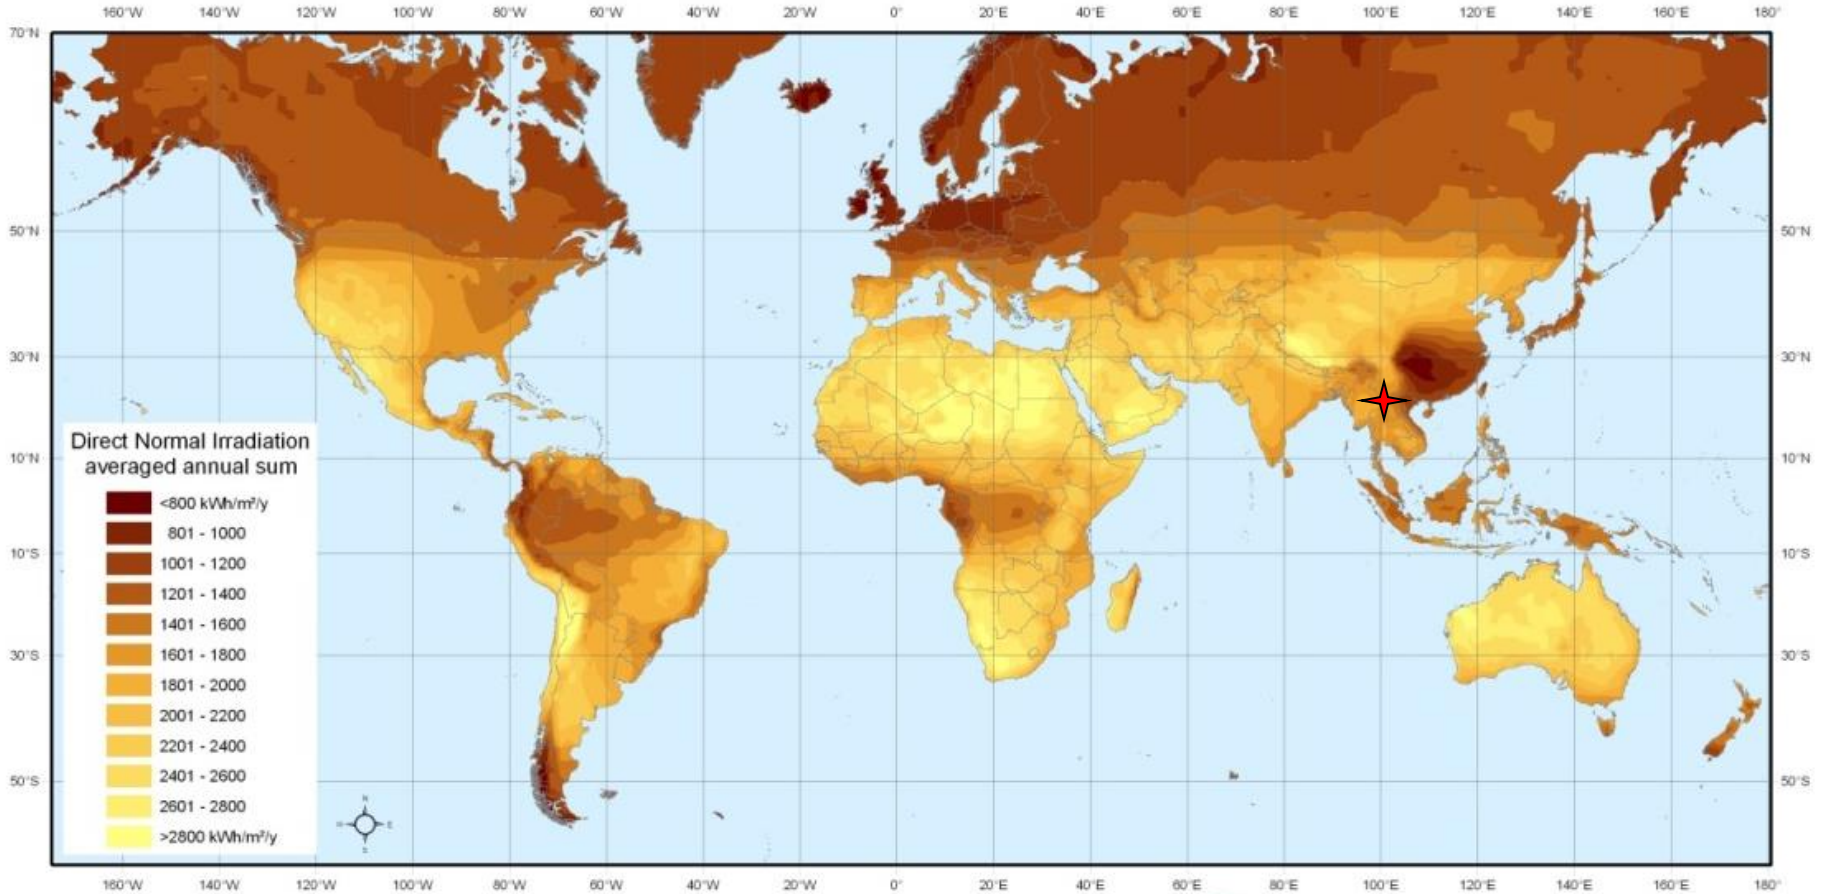 160°W 140°W 120°W 100°W 80°W 60°W 40°W 20°W 0° 20°E 40°E 60°E 80°E 100°E 120°E 140°E 160°E 180°
70°N
50°N 50°N
30°N 30°N
10°N 10°N
10°S 10°S
30°S 30°S
50°S 50°S
Direct Normal Irradiation
averaged annual sum
<800 kWh/m²/y
801 - 1000
1001 - 1200
1201 - 1400
1401 - 1600
1601 - 1800
1801 - 2000
2001 - 2200
2201 - 2400
2401 - 2600
2601 - 2800
>2800 kWh/m²/y
N
E
S
160°W 140°W 120°W 100°W 80°W 60°W 40°W 20°W 0° 20°E 40°E 60°E 80°E 100°E 120°E 140°E 160°E 180°